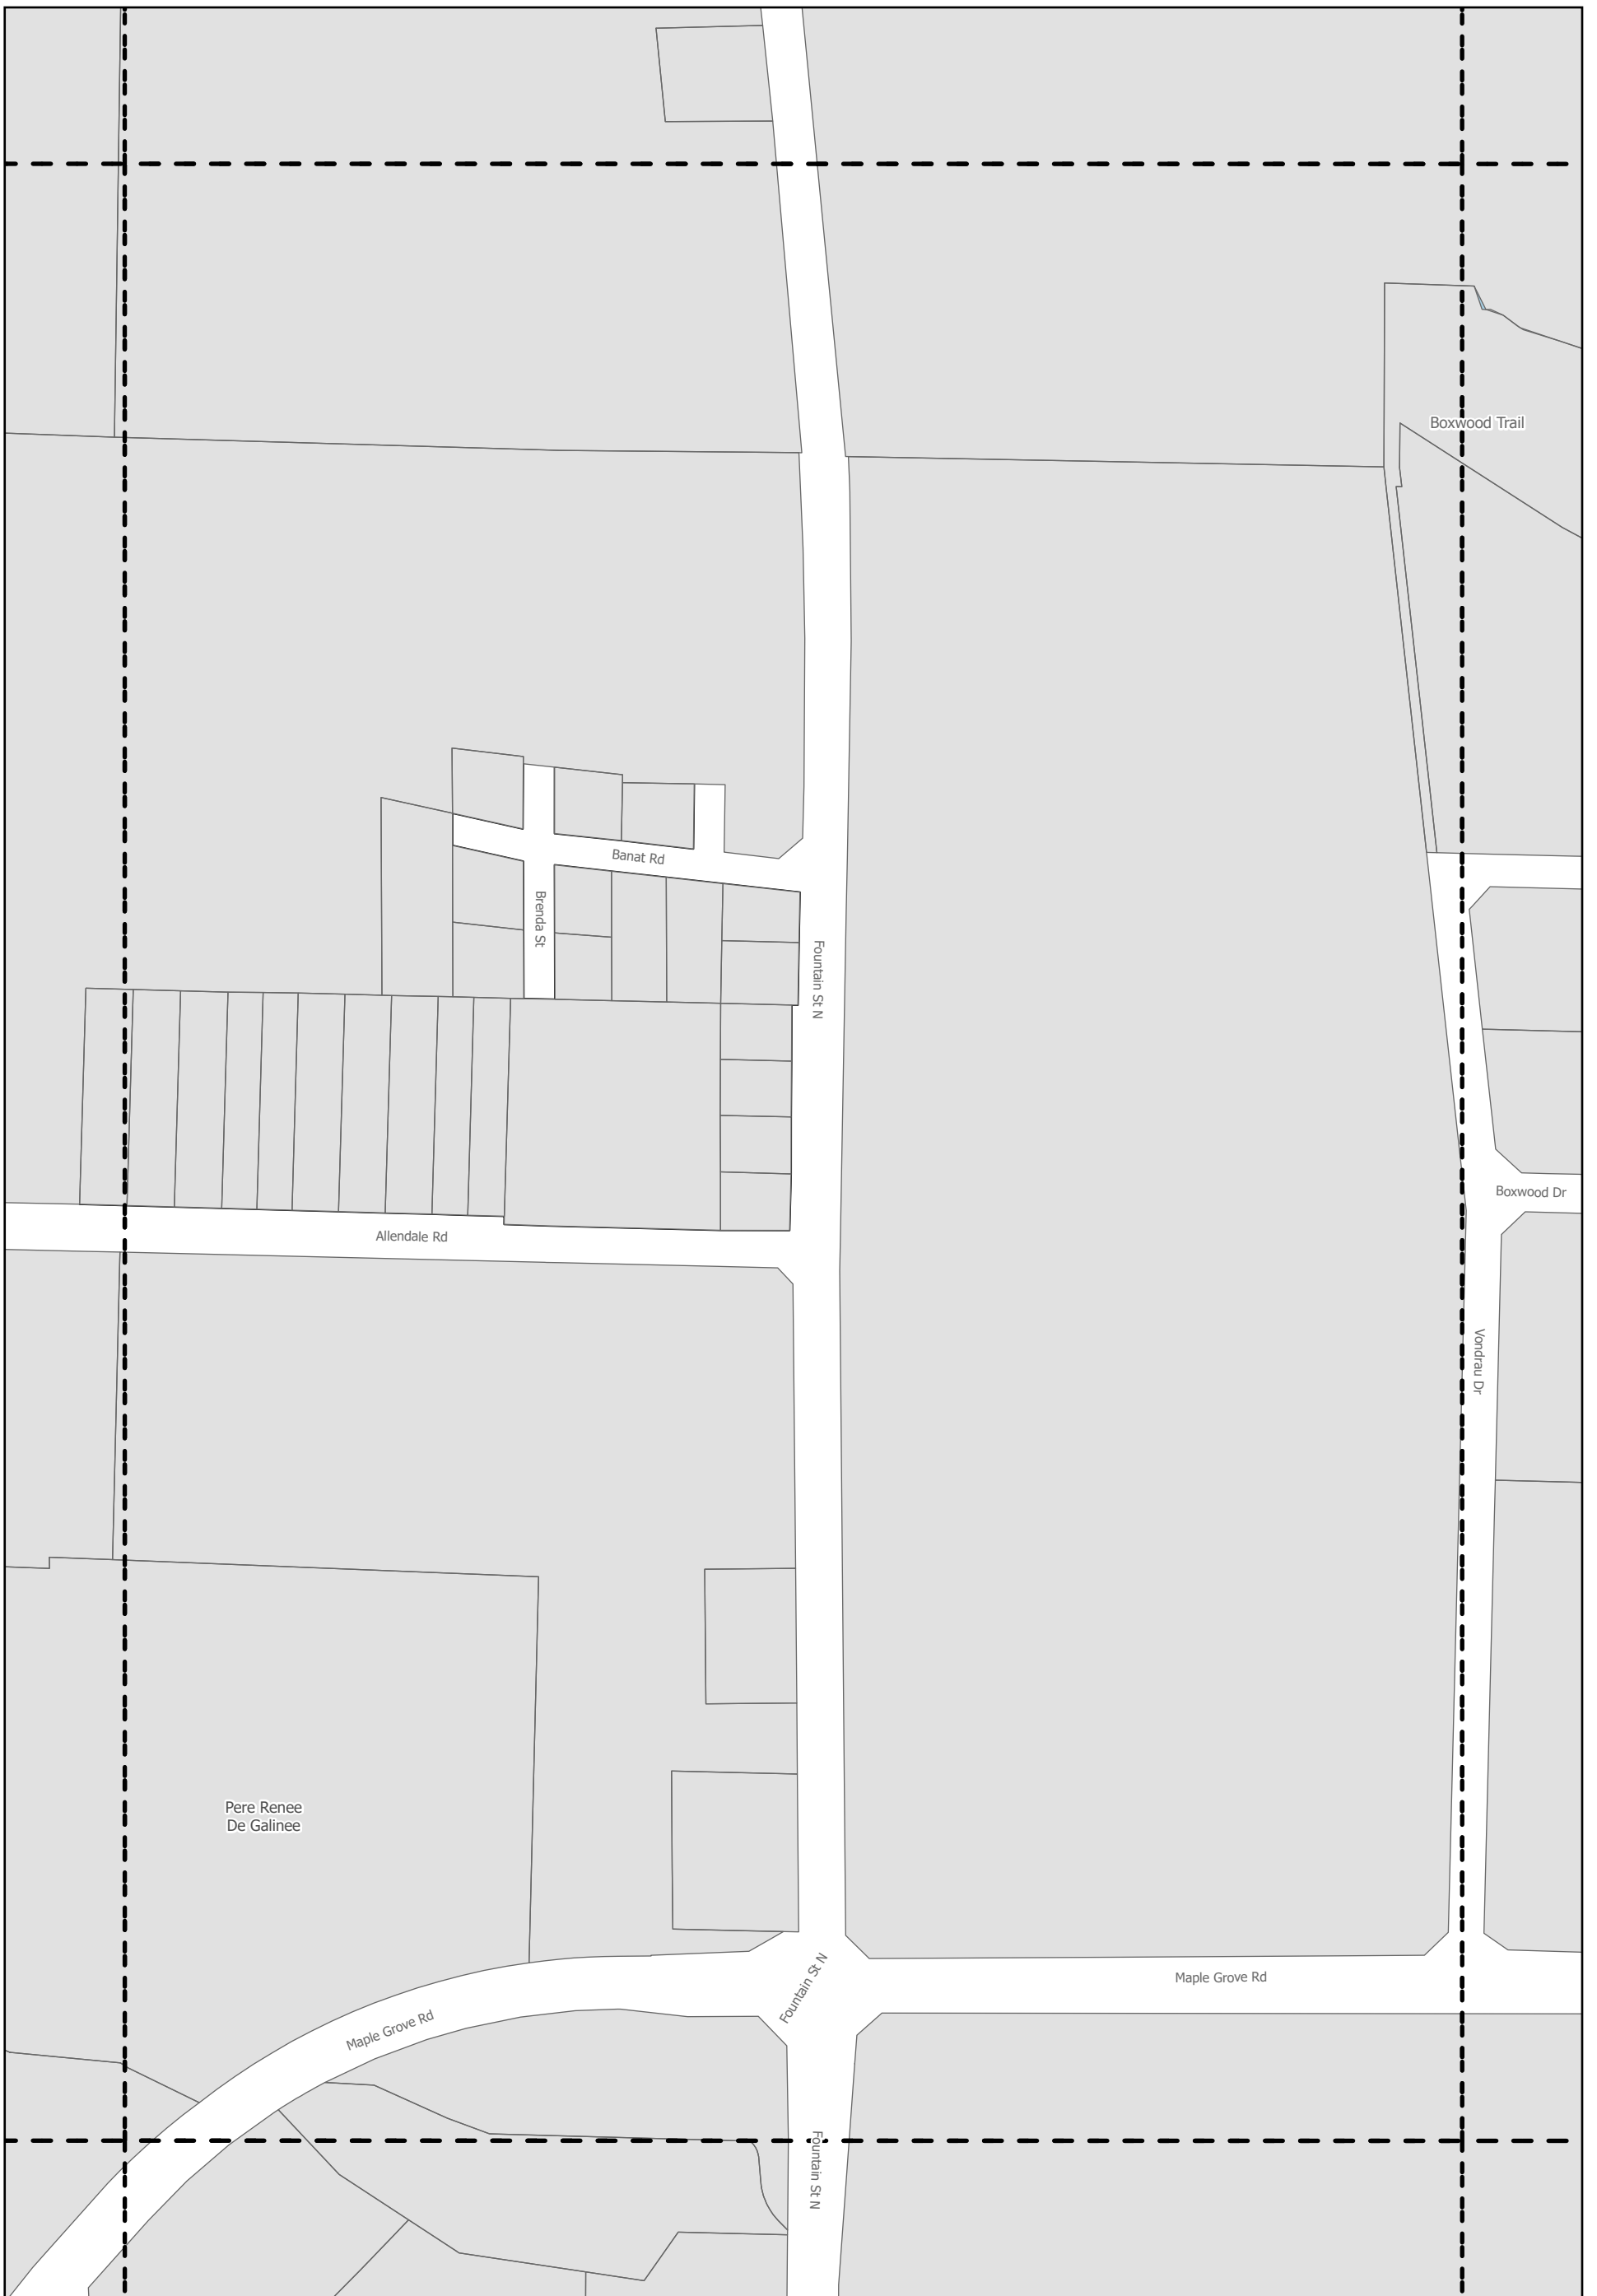 Boxwood Trail
Banat Rd
Brenda St
Fountain St N
Boxwood Dr
Allendale Rd
Vondrau Dr
Pere Renee
De Galinee
Fountain St N
Maple Grove Rd
Maple Grove Rd
Fountain St N